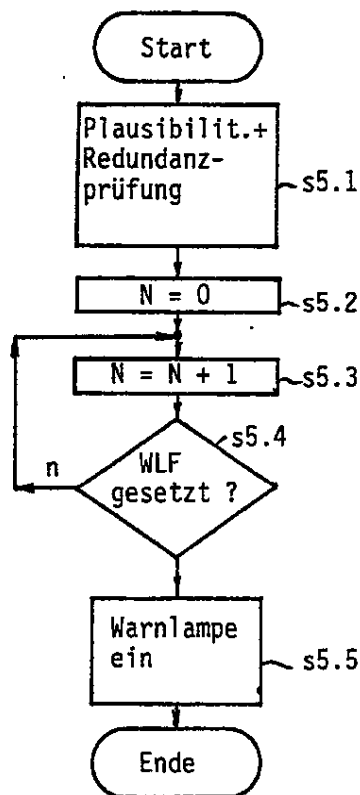 Start
Plausibilit.+
Redundanz-
prüfung
s5.1
N = 0
s5.2
N = N + 1
s5.3
s5.4
WLF
gesetzt ?
n
Warnlampe
ein
s5.5
Ende